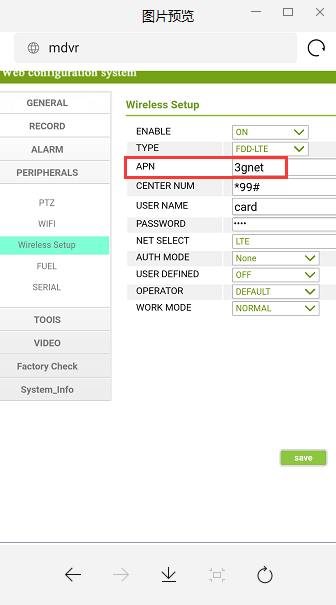 图片预览
mdvr
Web configuration system
GENERAL
RECORD
ALARM
PERIPHERALS
PTZ
WIFI
Wireless Setup
FUEL
SERIAL
TOOlS
VIDEO
Factory Check
System_Info
Wireless Setup
ENABLE ON
TYPE FDD-LTE
APN 3gnet
CENTER NUM *99#
USER NAME card
PASSWORD ····
NET SELECT LTE
AUTH MODE None
USER DEFINED OFF
OPERATOR DEFAULT
WORK MODE NORMAL
save